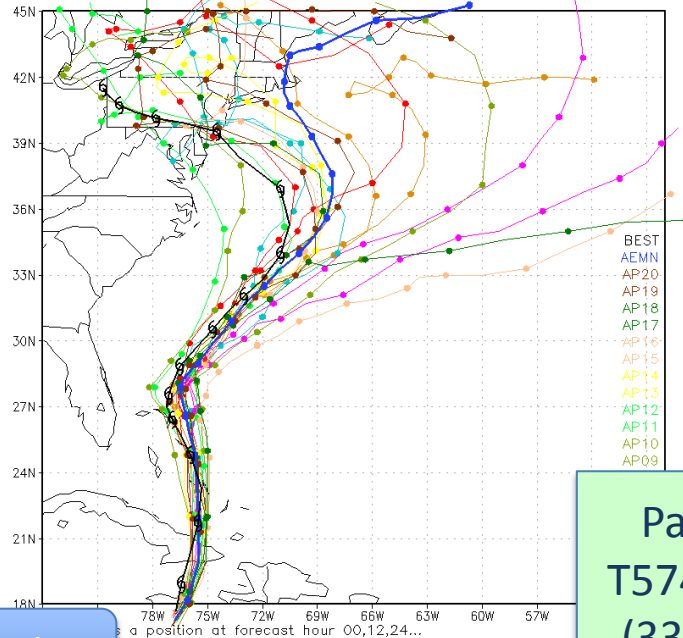 45N
42N
39N
36N
33N
30N
27N
24N
21N
18N
BEST
AEMN
AP20
AP19
AP18
AP17
AP16
AP15
AP14
AP13
AP12
AP11
AP10
AP09
78W 75W 72W 69W 66W 63W 60W 57W
s a position at forecast hour 00,12,24...
Pa
T574
(33